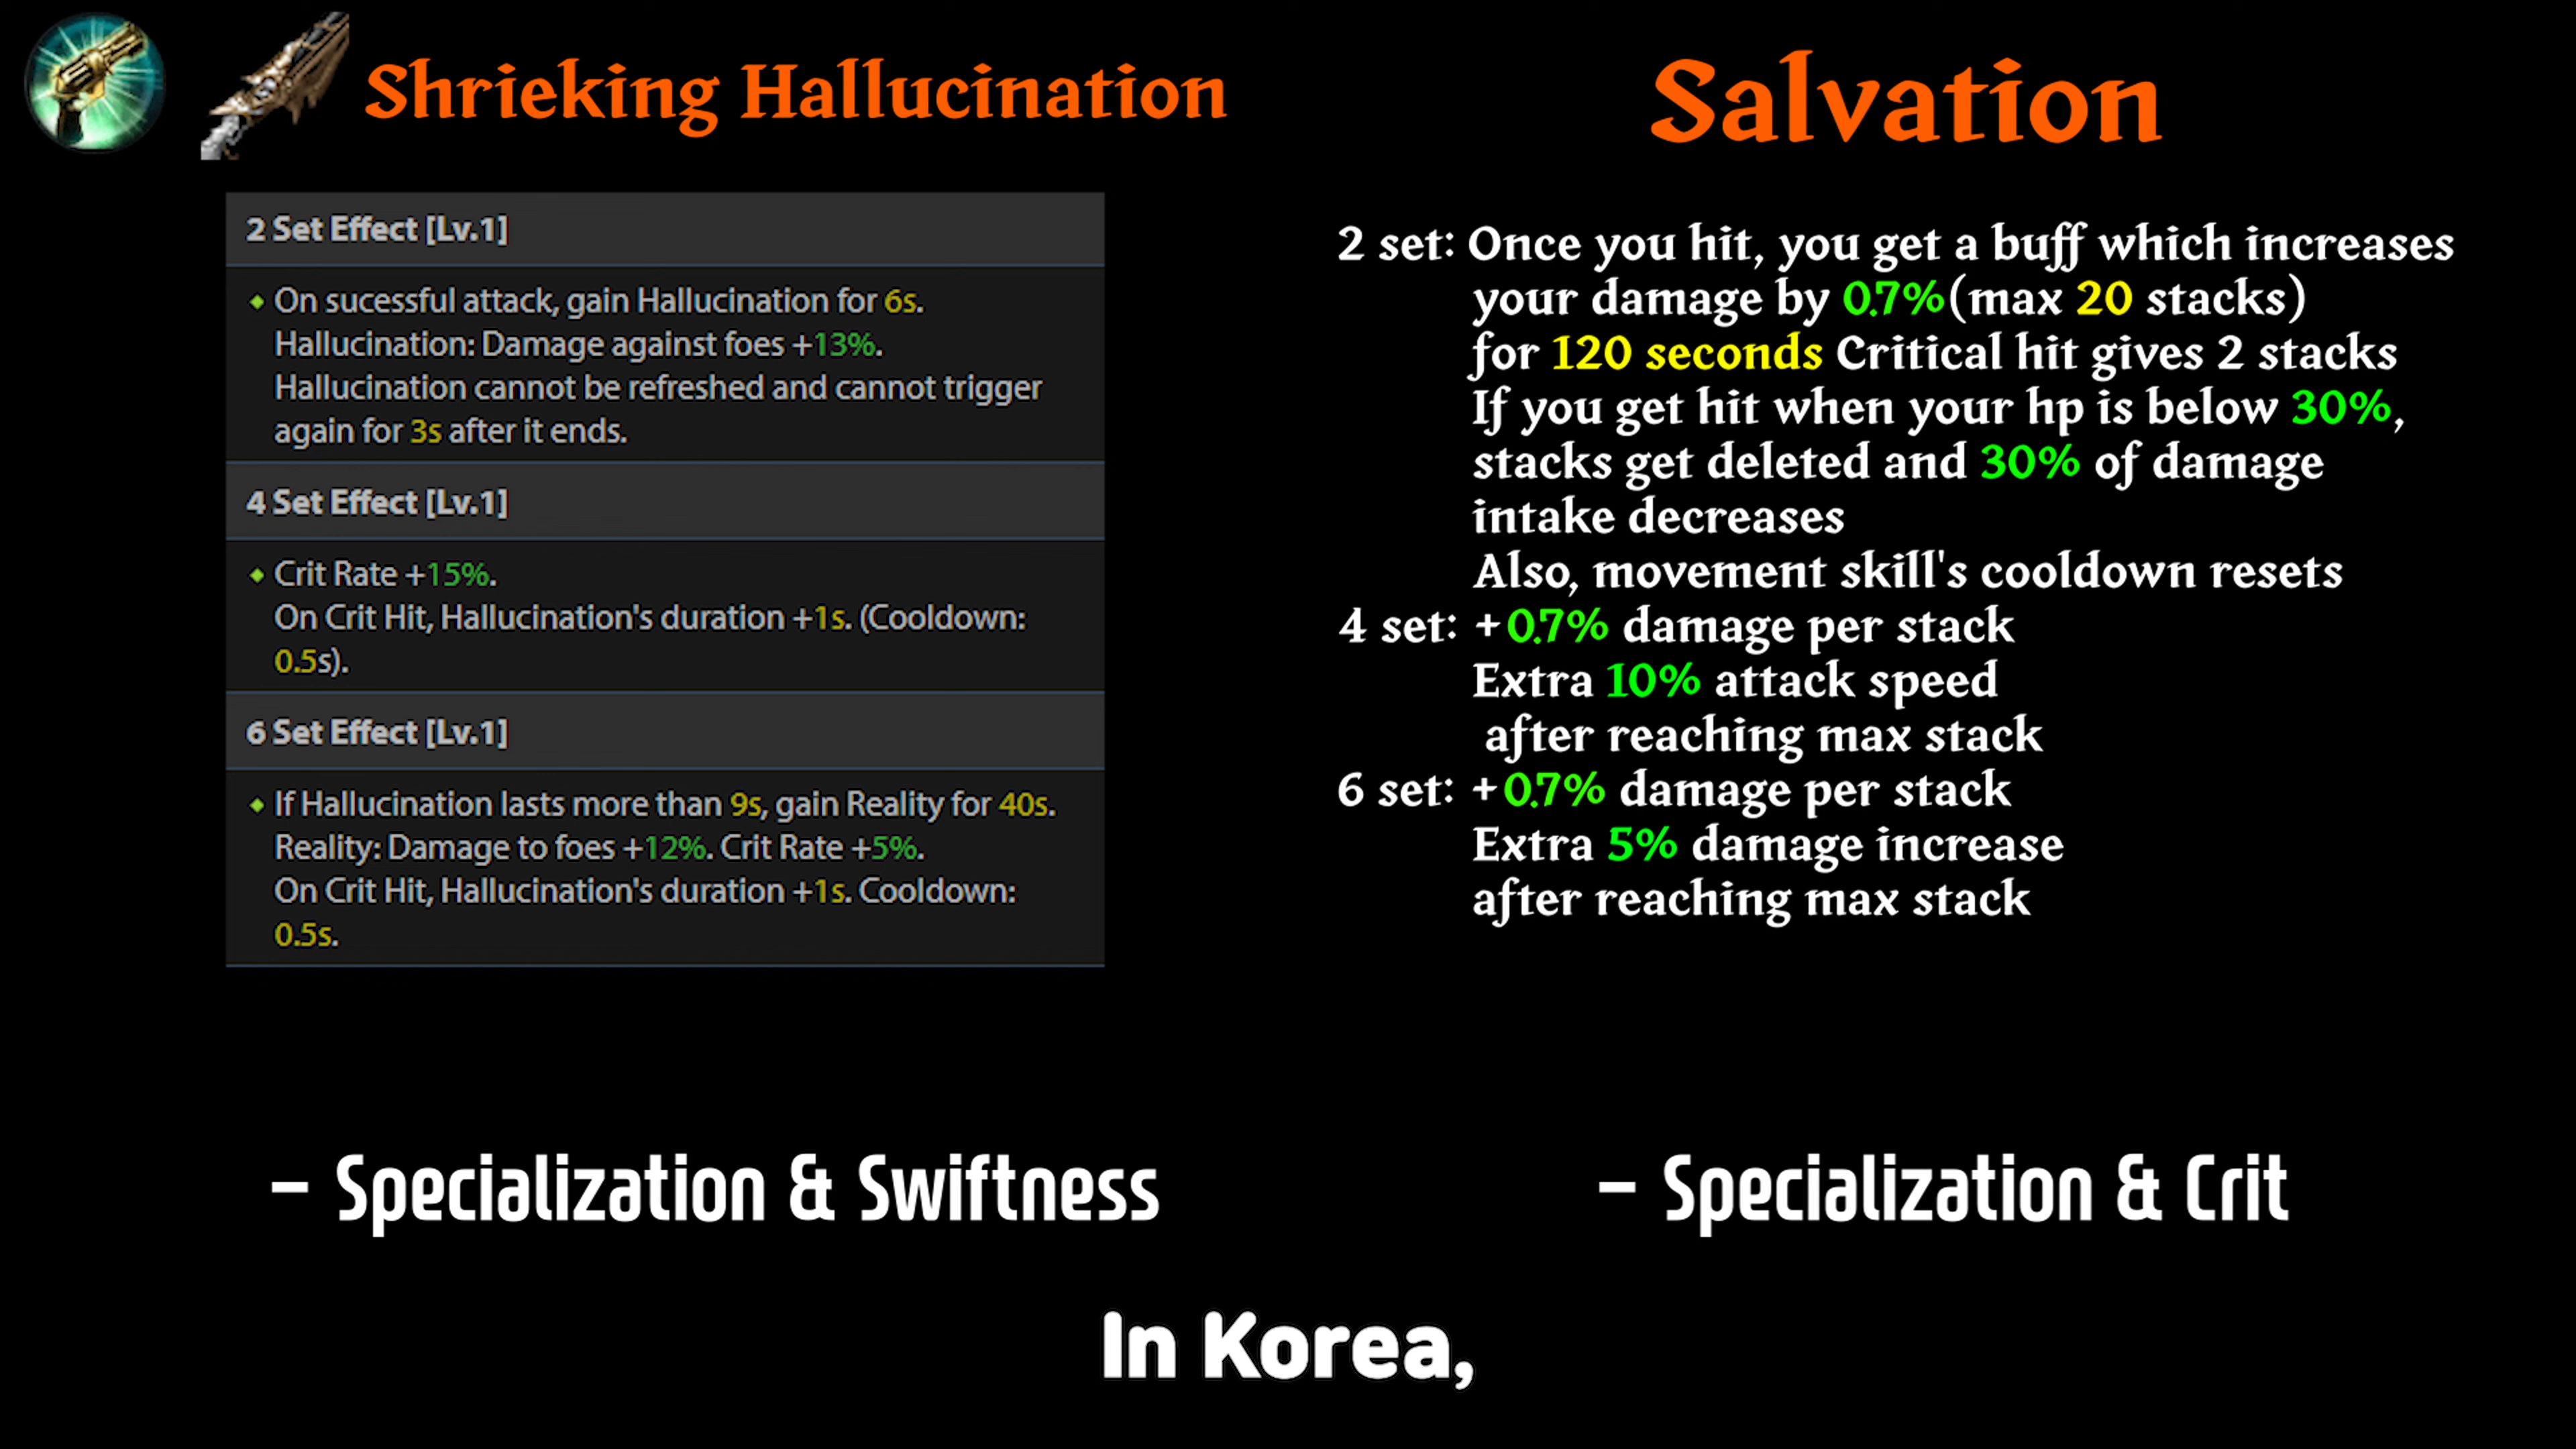 Shrieking Hallucination
2 Set Effect [Lv.1]
On sucessful attack, gain Hallucination for 6s.
Hallucination: Damage against foes +13%.
Hallucination cannot be refreshed and cannot trigger
again for 3s after it ends.
4 Set Effect [Lv.1]
Crit Rate +15%.
On Crit Hit, Hallucination's duration +1s. (Cooldown:
0.5s).
6 Set Effect [Lv.1]
If Hallucination lasts more than 9s, gain Reality for 40s.
Reality: Damage to foes +12%. Crit Rate +5%.
On Crit Hit, Hallucination's duration +1s. Cooldown:
0.5s.
– Specialization & Swiftness
Salvation
2 set: Once you hit, you get a buff which increases
your damage by 0.7%(max 20 stacks)
for 120 seconds Critical hit gives 2 stacks
If you get hit when your hp is below 30%,
stacks get deleted and 30% of damage
intake decreases
Also, movement skill's cooldown resets
4 set: +0.7% damage per stack
Extra 10% attack speed
after reaching max stack
6 set: +0.7% damage per stack
Extra 5% damage increase
after reaching max stack
– Specialization & Crit
In Korea,